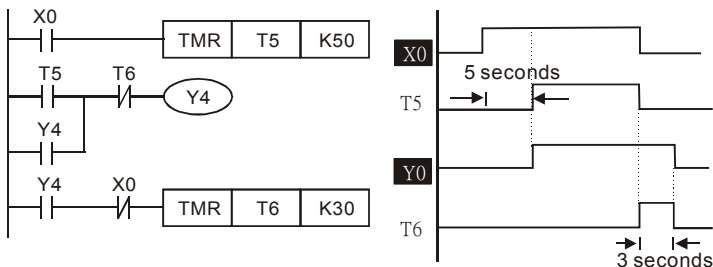 X0
TMR T5 K50
T5 T6
Y4
Y4
Y4 X0
TMR T6 K30
X0
5 seconds
T5
Y0
T6
3 seconds